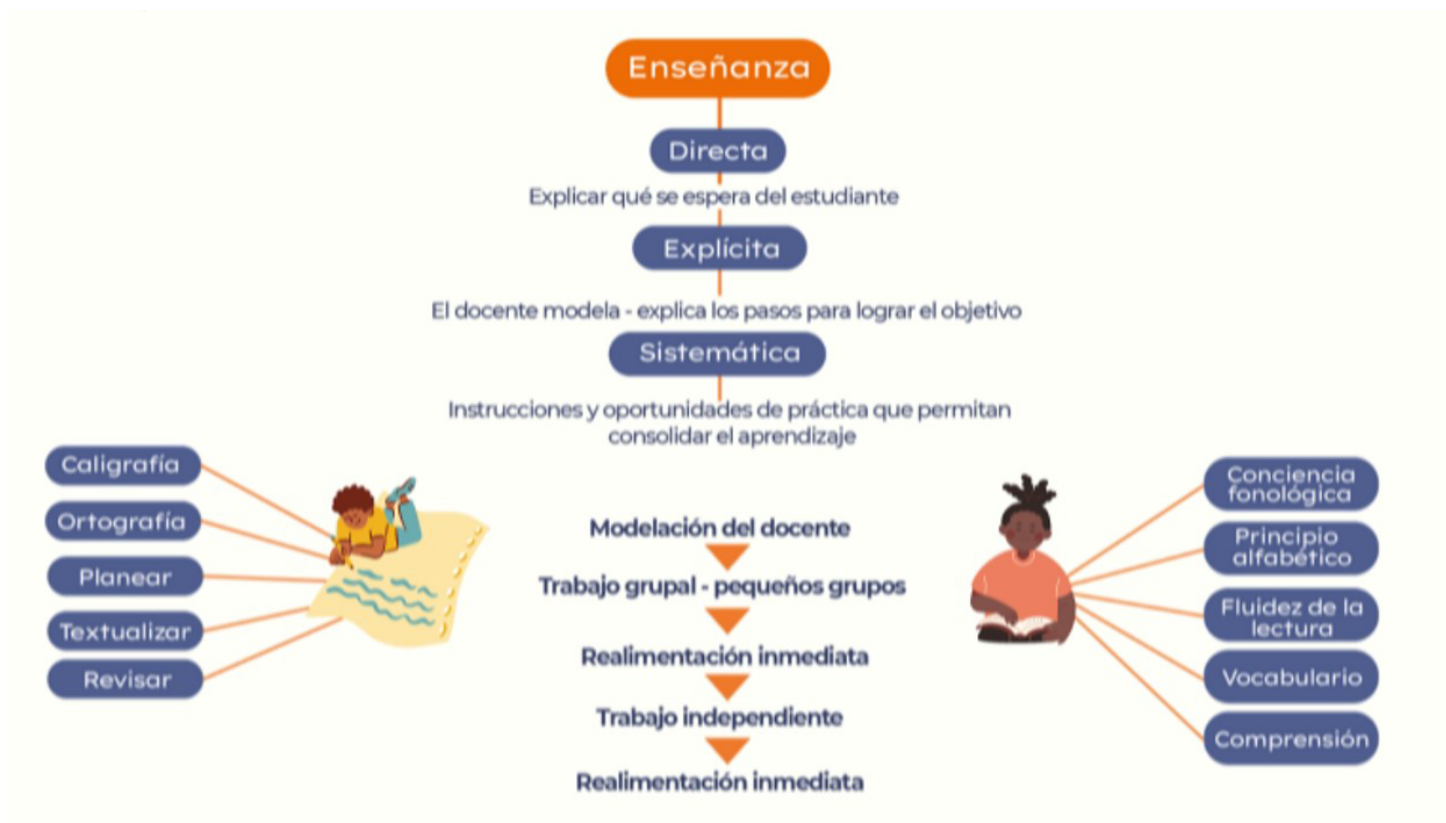 Enseñanza
Directa
Explicar qué se espera del estudiante
Explícita
El docente modela - explica los pasos para lograr el objetivo
Sistemática
Instrucciones y oportunidades de práctica que permitan
consolidar el aprendizaje
Caligrafía
Ortografía
Planear
Textualizar
Revisar
Modelación del docente
Trabajo grupal - pequeños grupos
Realimentación inmediata
Trabajo independiente
Realimentación inmediata
Conciencia
fonológica
Principio
alfabético
Fluidez de la
lectura
Vocabulario
Comprensión